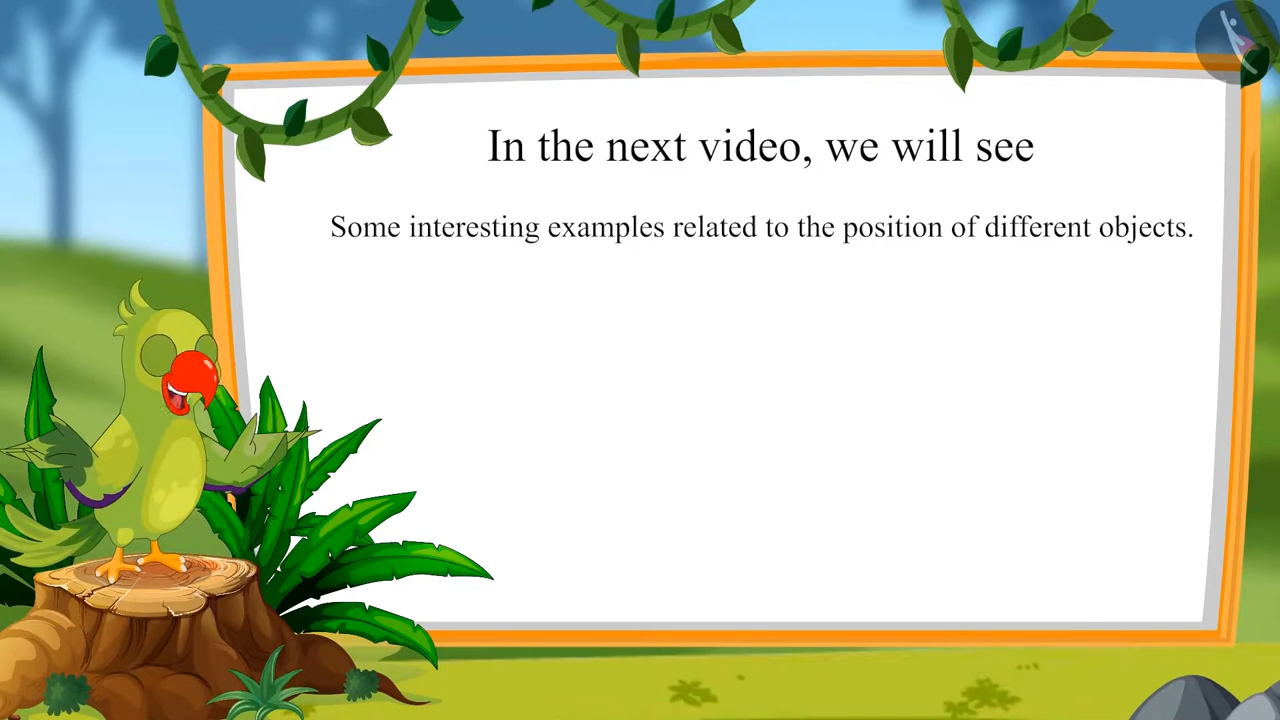 In the next video, we will see
Some interesting examples related to the position of different objects.